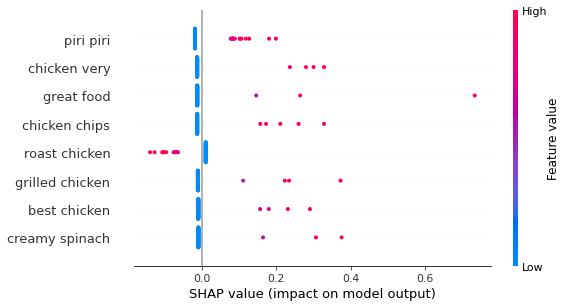 High
piri piri
chicken very
great food
chicken chips
roast chicken
grilled chicken
best chicken
creamy spinach
Feature value
Low
0.0 0.2 0.4 0.6
SHAP value (impact on model output)